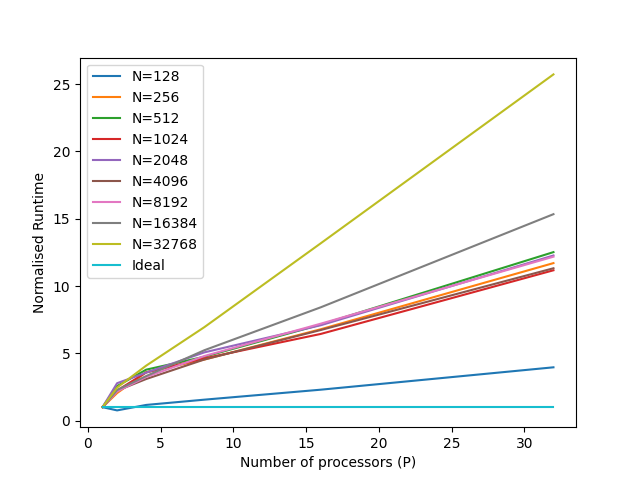 N=128
N=256
N=512
N=1024
N=2048
N=4096
N=8192
N=16384
N=32768
Ideal
25
20
15
10
5
0
Normalised Runtime
0 5 10 15 20 25 30
Number of processors (P)